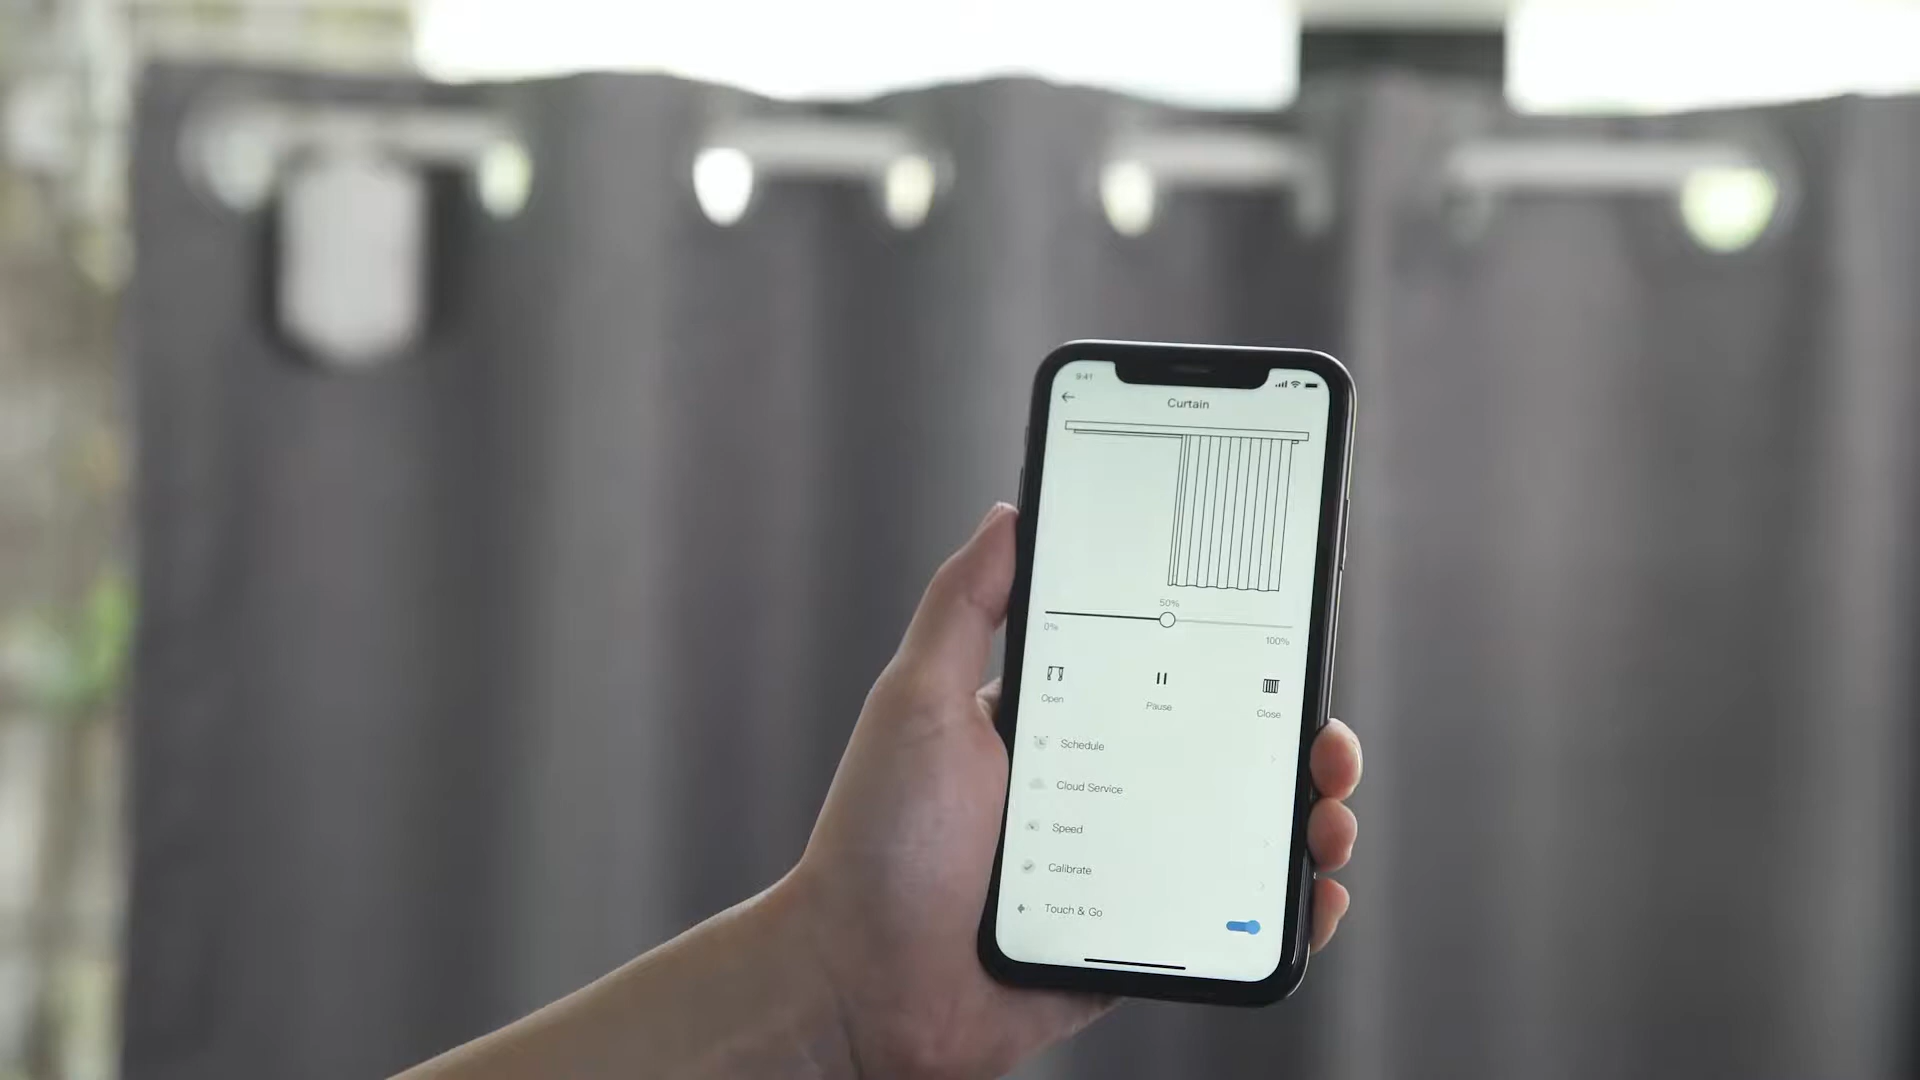 9:41
Curtain
50%
0%
100%
Open
Pause
Close
Schedule
Cloud Service
Speed
Calibrate
Touch & Go